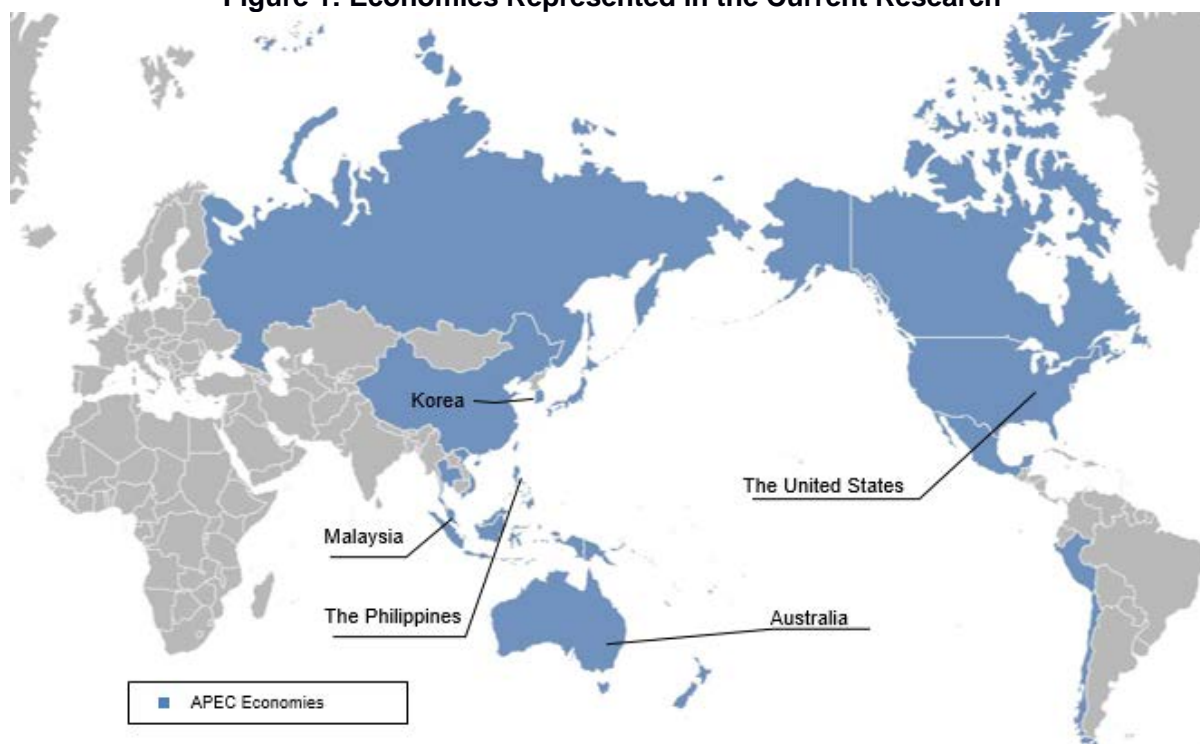 Figure 1: Economies Represented in the Current Research
Korea
The United States
Malaysia
The Philippines
Australia
APEC Economies